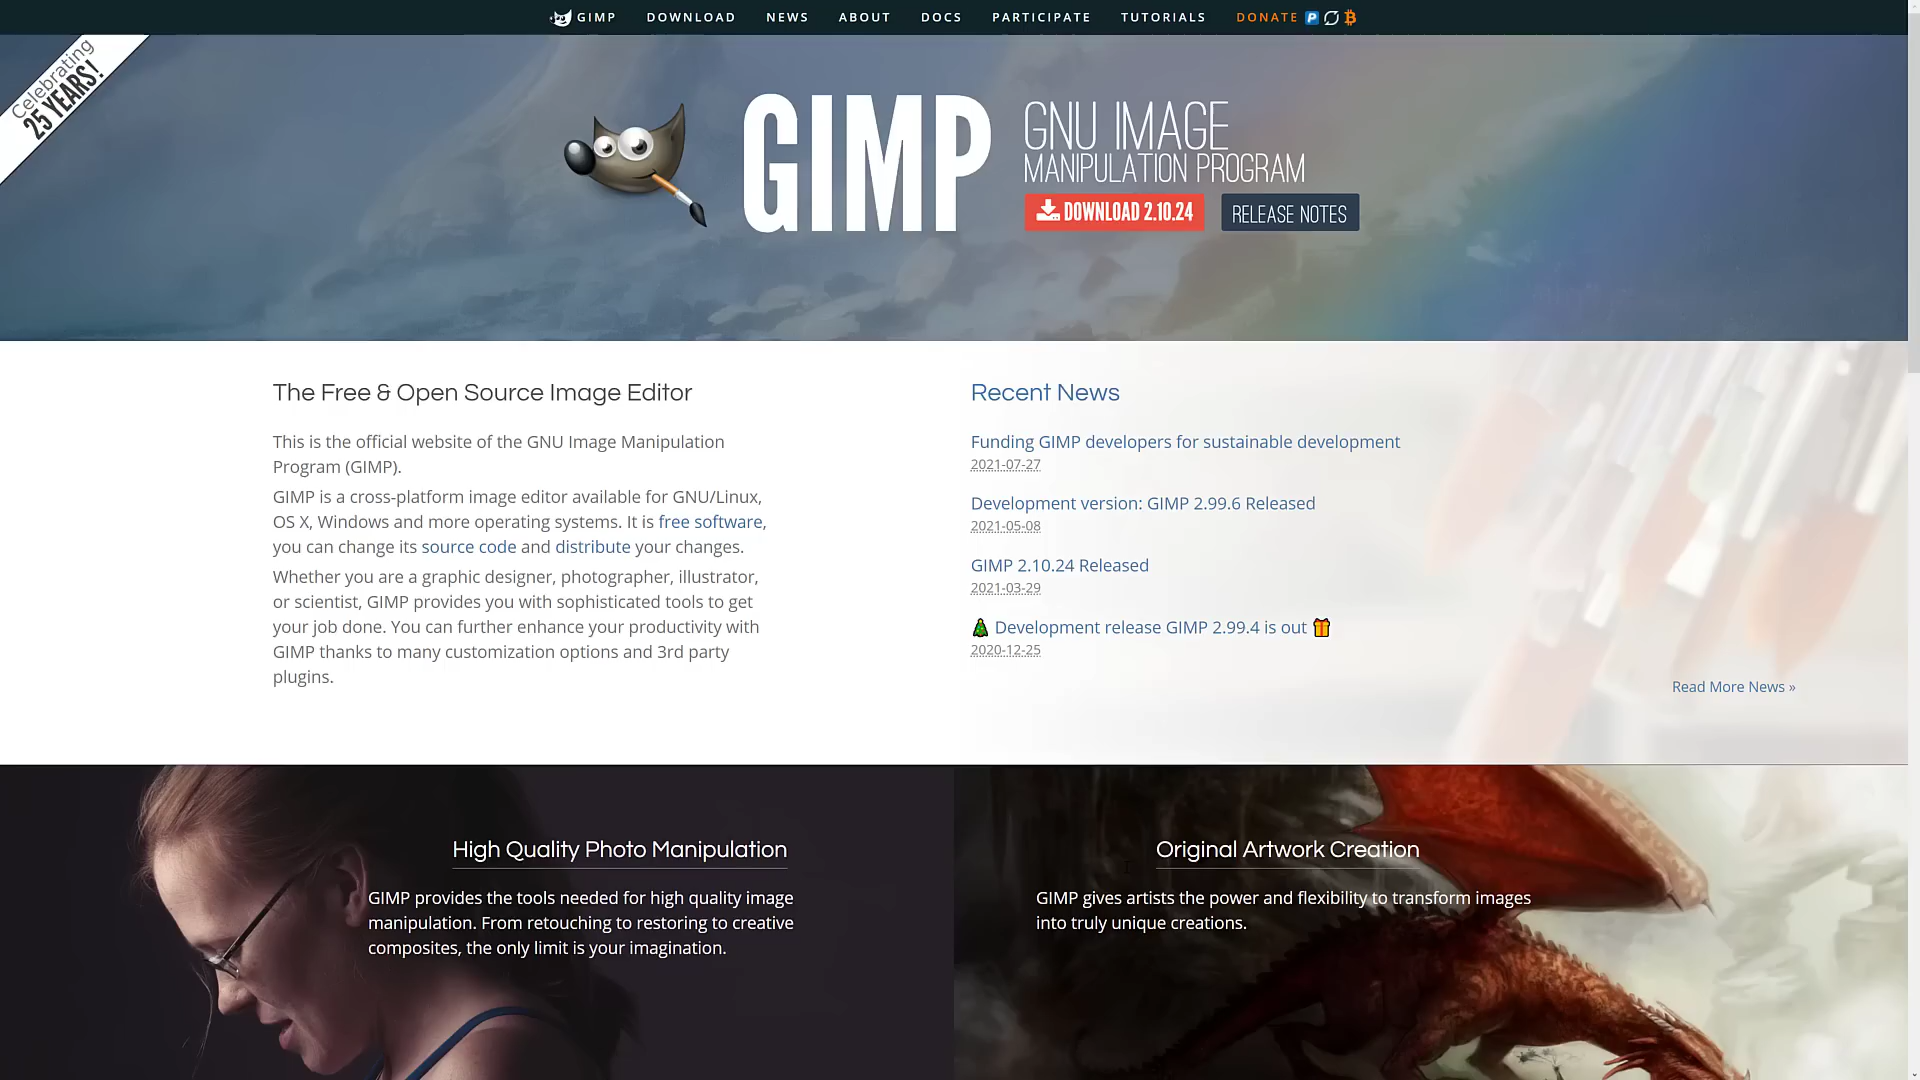 GIMP
DOWNLOAD
NEWS
ABOUT
DOCS
PARTICIPATE
TUTORIALS
DONATE
Celebrating
25 YEARS!
GIMP
GNU IMAGE
MANIPULATION PROGRAM
DOWNLOAD 2.10.24
RELEASE NOTES
The Free & Open Source Image Editor
This is the official website of the GNU Image Manipulation
Program (GIMP).
GIMP is a cross-platform image editor available for GNU/Linux,
OS X, Windows and more operating systems. It is free software,
you can change its source code and distribute your changes.
Whether you are a graphic designer, photographer, illustrator,
or scientist, GIMP provides you with sophisticated tools to get
your job done. You can further enhance your productivity with
GIMP thanks to many customization options and 3rd party
plugins.
Recent News
Funding GIMP developers for sustainable development
2021-07-27
Development version: GIMP 2.99.6 Released
2021-05-08
GIMP 2.10.24 Released
2021-03-29
🎄 Development release GIMP 2.99.4 is out 🎁
2020-12-25
Read More News »
High Quality Photo Manipulation
GIMP provides the tools needed for high quality image
manipulation. From retouching to restoring to creative
composites, the only limit is your imagination.
Original Artwork Creation
GIMP gives artists the power and flexibility to transform images
into truly unique creations.